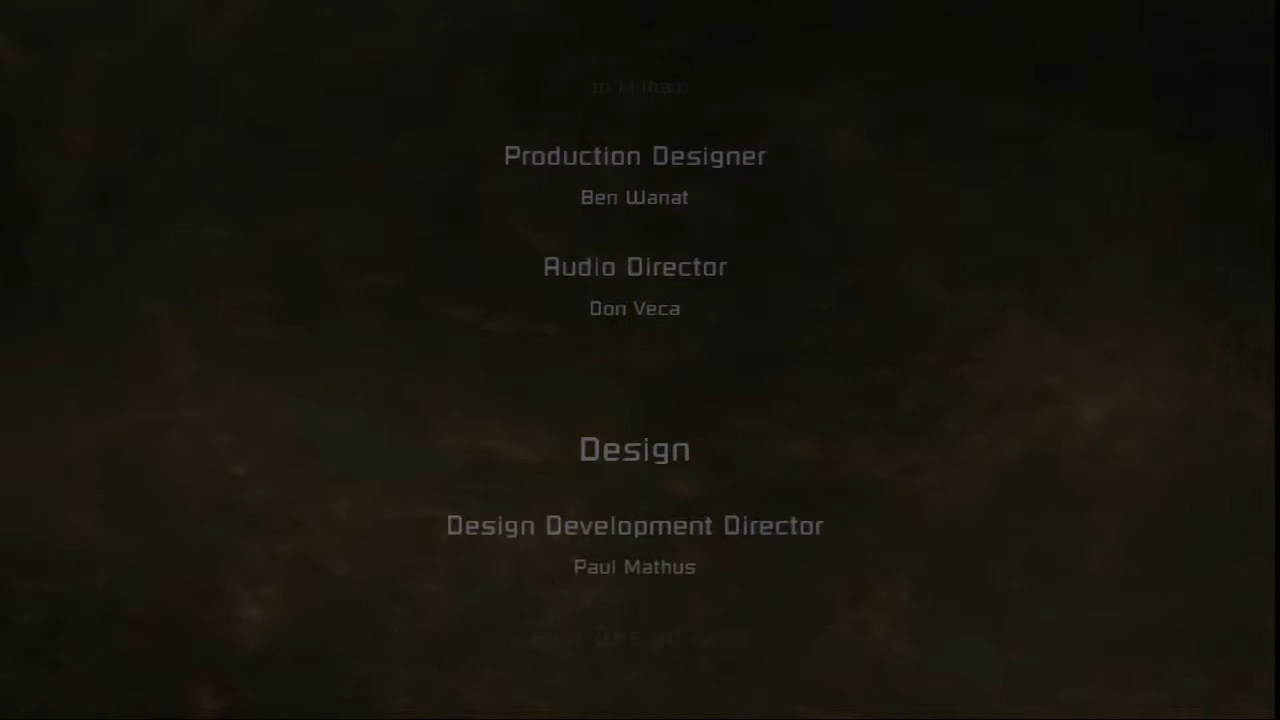 Production Designer
Ben Wanat
Audio Director
Don Veca
Design
Design Development Director
Paul Mathus